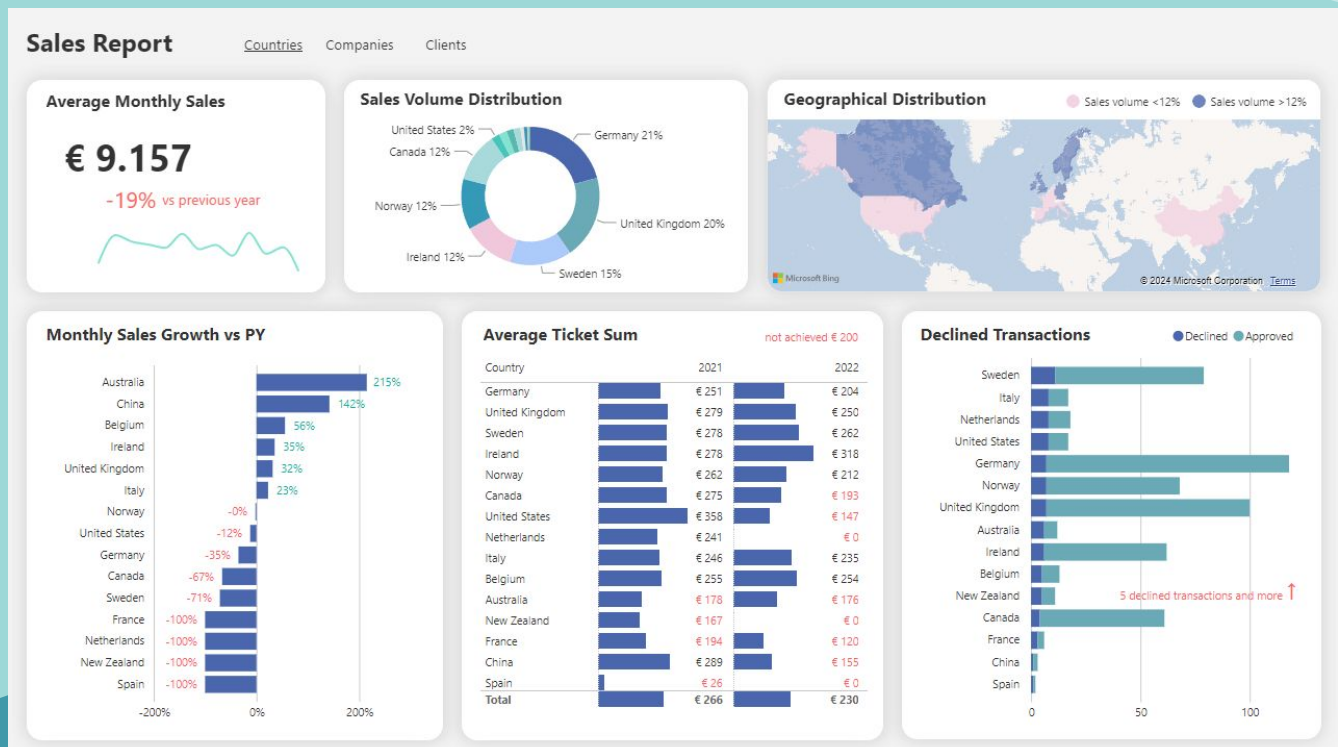 Sales Report
Countries Companies Clients
Average Monthly Sales
€ 9.157
-19% vs previous year
Sales Volume Distribution
United States 2%
Germany 21%
Canada 12%
Norway 12%
United Kingdom 20%
Ireland 12%
Sweden 15%
Geographical Distribution
Sales volume <12% Sales volume >12%
Microsoft Bing
© 2024 Microsoft Corporation Terms
Monthly Sales Growth vs PY
Australia 215%
China 142%
Belgium 56%
Ireland 35%
United Kingdom 32%
Italy 23%
Norway -0%
United States -12%
Germany -35%
Canada -67%
Sweden -71%
France -100%
Netherlands -100%
New Zealand -100%
Spain -100%
-200% 0% 200%
Average Ticket Sum
not achieved € 200
Country 2021 2022
Germany € 251 € 204
United Kingdom € 279 € 250
Sweden € 278 € 262
Ireland € 278 € 318
Norway € 262 € 212
Canada € 275 € 193
United States € 358 € 147
Netherlands € 241 € 0
Italy € 246 € 235
Belgium € 255 € 254
Australia € 178 € 176
New Zealand € 167 € 0
France € 194 € 120
China € 289 € 155
Spain € 26 € 0
Total € 266 € 230
Declined Transactions
Declined Approved
Sweden
Italy
Netherlands
United States
Germany
Norway
United Kingdom
Australia
Ireland
Belgium
New Zealand
5 declined transactions and more ↑
Canada
France
China
Spain
0 50 100